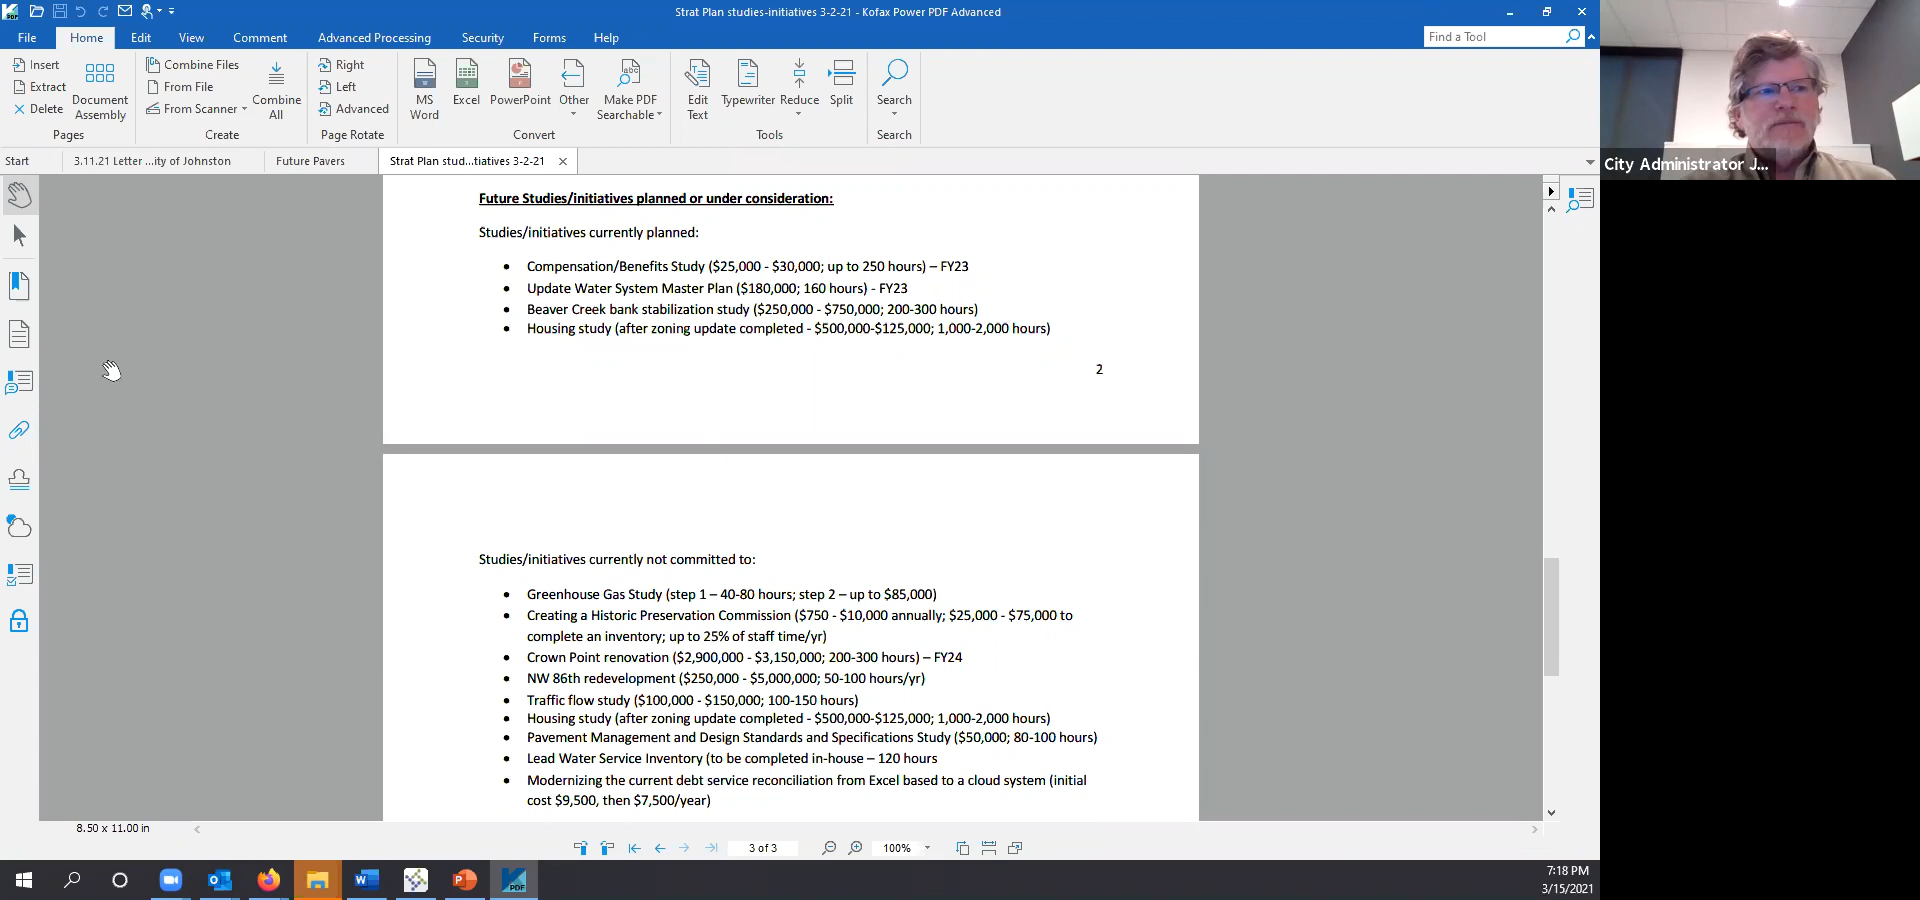 Strat Plan studies-initiatives 3-2-21 - Kofax Power PDF Advanced
File Home Edit View Comment Advanced Processing Security Forms Help Find a Tool
Insert Combine Files Right
Extract From File Left
Delete Document Assembly From Scanner Combine All Advanced MS Word Excel PowerPoint Other Make PDF Searchable Edit Text Typewriter Reduce Split Search
Pages Create Page Rotate Convert Tools Search
Start 3.11.21 Letter ...ity of Johnston Future Pavers Strat Plan stud...tiatives 3-2-21
City Administrator J...
Future Studies/initiatives planned or under consideration:
Studies/initiatives currently planned:
• Compensation/Benefits Study ($25,000 - $30,000; up to 250 hours) – FY23
• Update Water System Master Plan ($180,000; 160 hours) - FY23
• Beaver Creek bank stabilization study ($250,000 - $750,000; 200-300 hours)
• Housing study (after zoning update completed - $500,000-$125,000; 1,000-2,000 hours)
2
Studies/initiatives currently not committed to:
• Greenhouse Gas Study (step 1 – 40-80 hours; step 2 – up to $85,000)
• Creating a Historic Preservation Commission ($750 - $10,000 annually; $25,000 - $75,000 to
complete an inventory; up to 25% of staff time/yr)
• Crown Point renovation ($2,900,000 - $3,150,000; 200-300 hours) – FY24
• NW 86th redevelopment ($250,000 - $5,000,000; 50-100 hours/yr)
• Traffic flow study ($100,000 - $150,000; 100-150 hours)
• Housing study (after zoning update completed - $500,000-$125,000; 1,000-2,000 hours)
• Pavement Management and Design Standards and Specifications Study ($50,000; 80-100 hours)
• Lead Water Service Inventory (to be completed in-house – 120 hours
• Modernizing the current debt service reconciliation from Excel based to a cloud system (initial
cost $9,500, then $7,500/year)
8.50 x 11.00 in
3 of 3 100%
7:18 PM
3/15/2021